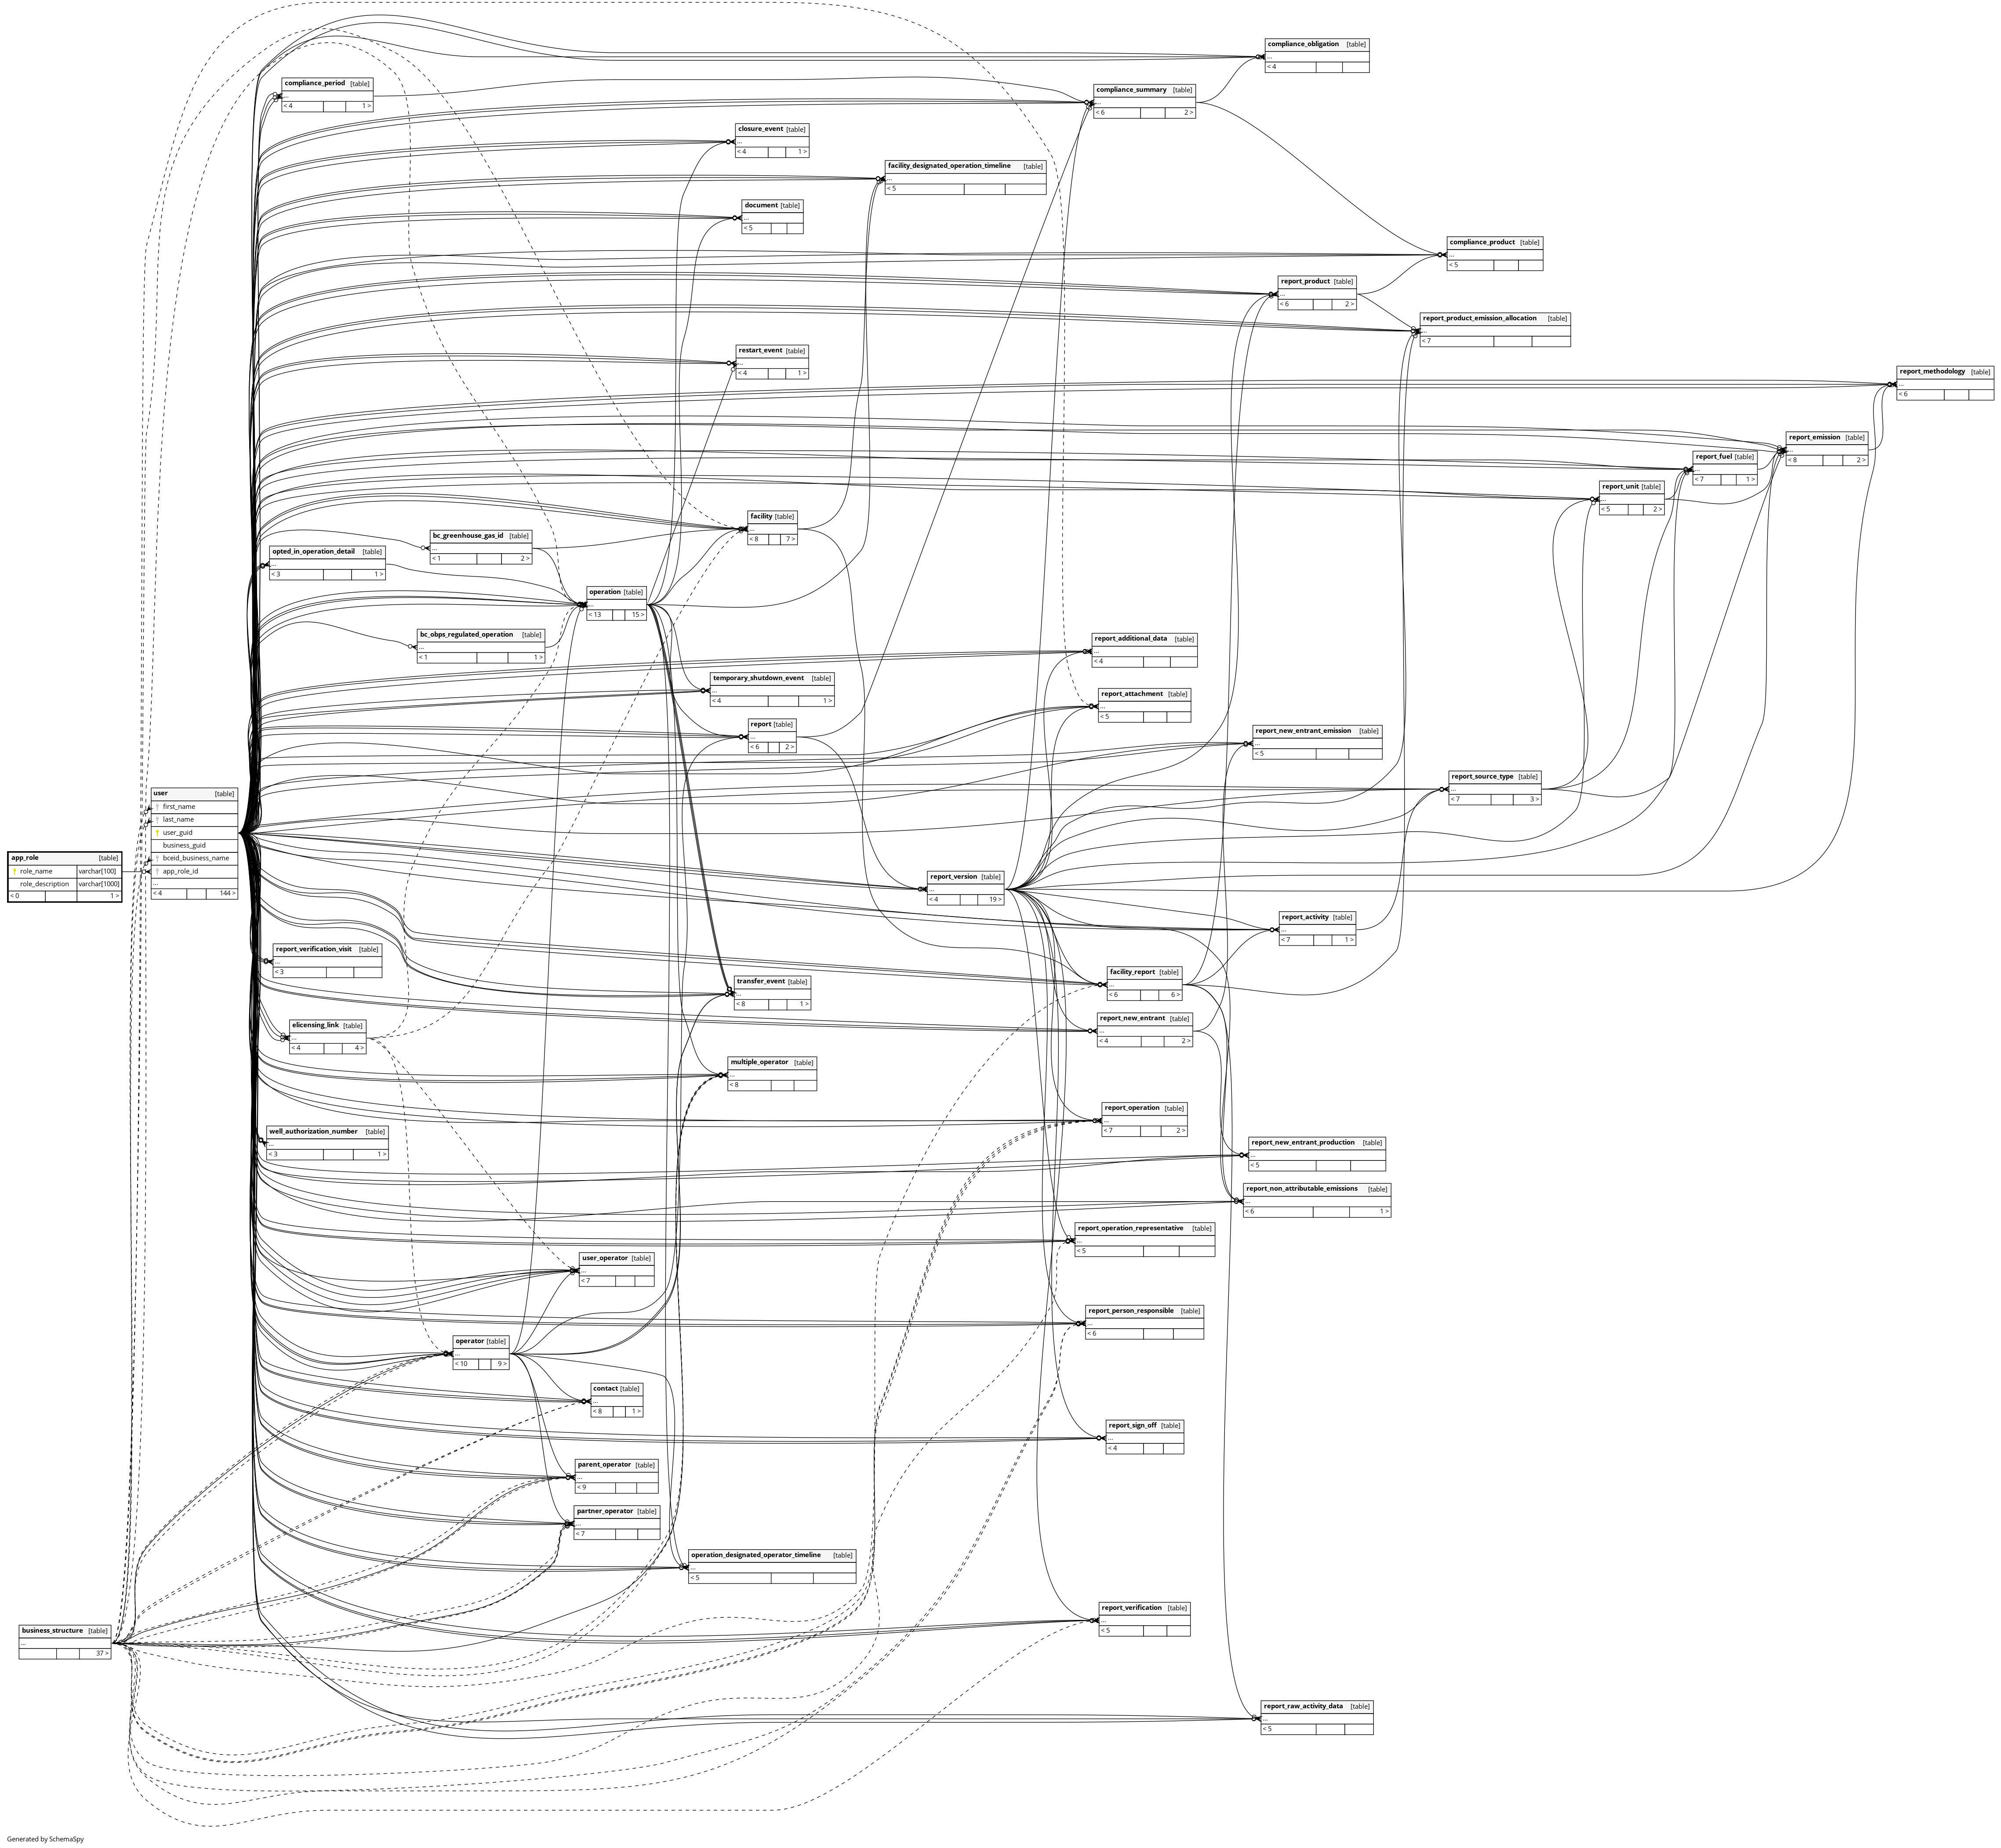 compliance_obligation [table]
...
< 4
compliance_period [table]
...
< 4 1 >
compliance_summary [table]
...
< 6 2 >
closure_event [table]
...
< 4 1 >
facility_designated_operation_timeline [table]
...
< 5
document [table]
...
< 5
compliance_product [table]
...
< 5
report_product [table]
...
< 6 2 >
report_product_emission_allocation [table]
...
< 7
restart_event [table]
...
< 4 1 >
report_methodology [table]
...
< 6
report_emission [table]
...
< 8 2 >
report_fuel [table]
...
< 7 1 >
report_unit [table]
...
< 5 2 >
facility [table]
...
< 8 7 >
bc_greenhouse_gas_id [table]
...
< 1 2 >
opted_in_operation_detail [table]
...
< 3 1 >
operation [table]
...
< 13 15 >
bc_obps_regulated_operation [table]
...
< 1 1 >
report_additional_data [table]
...
< 4
temporary_shutdown_event [table]
...
< 4 1 >
report_attachment [table]
...
< 5
report [table]
...
< 6 2 >
report_new_entrant_emission [table]
...
< 5
report_source_type [table]
...
< 7 3 >
user [table]
first_name
last_name
user_guid
business_guid
bceid_business_name
app_role_id
...
< 4 144 >
app_role [table]
role_name varchar[100]
role_description varchar[1000]
< 0 1 >
report_version [table]
...
< 4 19 >
report_activity [table]
...
< 7 1 >
report_verification_visit [table]
...
< 3
facility_report [table]
...
< 6 6 >
transfer_event [table]
...
< 8 1 >
report_new_entrant [table]
...
< 4 2 >
elicensing_link [table]
...
< 4 4 >
multiple_operator [table]
...
< 8
report_operation [table]
...
< 7 2 >
well_authorization_number [table]
...
< 3 1 >
report_new_entrant_production [table]
...
< 5
report_non_attributable_emissions [table]
...
< 6 1 >
report_operation_representative [table]
...
< 5
user_operator [table]
...
< 7
report_person_responsible [table]
...
< 6
operator [table]
...
< 10 9 >
contact [table]
...
< 8 1 >
report_sign_off [table]
...
< 4
parent_operator [table]
...
< 9
partner_operator [table]
...
< 7
operation_designated_operator_timeline [table]
...
< 5
report_verification [table]
...
< 5
business_structure [table]
...
37 >
report_raw_activity_data [table]
...
< 5
Generated by SchemaSpy